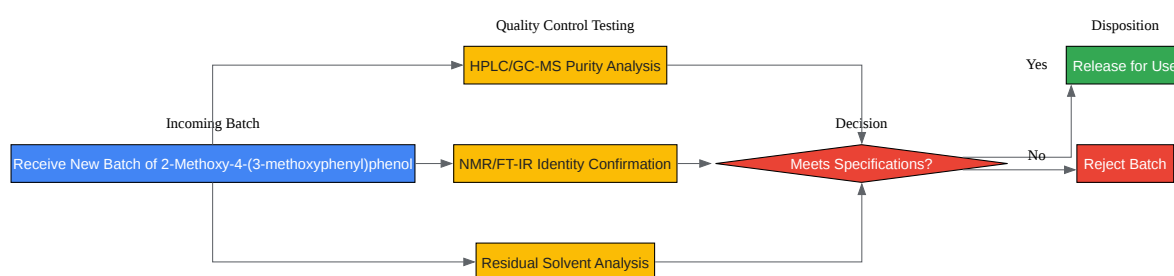 Quality Control Testing
Disposition
HPLC/GC-MS Purity Analysis
Yes
Release for Use
Incoming Batch
Decision
Receive New Batch of 2-Methoxy-4-(3-methoxyphenyl)phenol
NMR/FT-IR Identity Confirmation
Meets Specifications?
No
Reject Batch
Residual Solvent Analysis